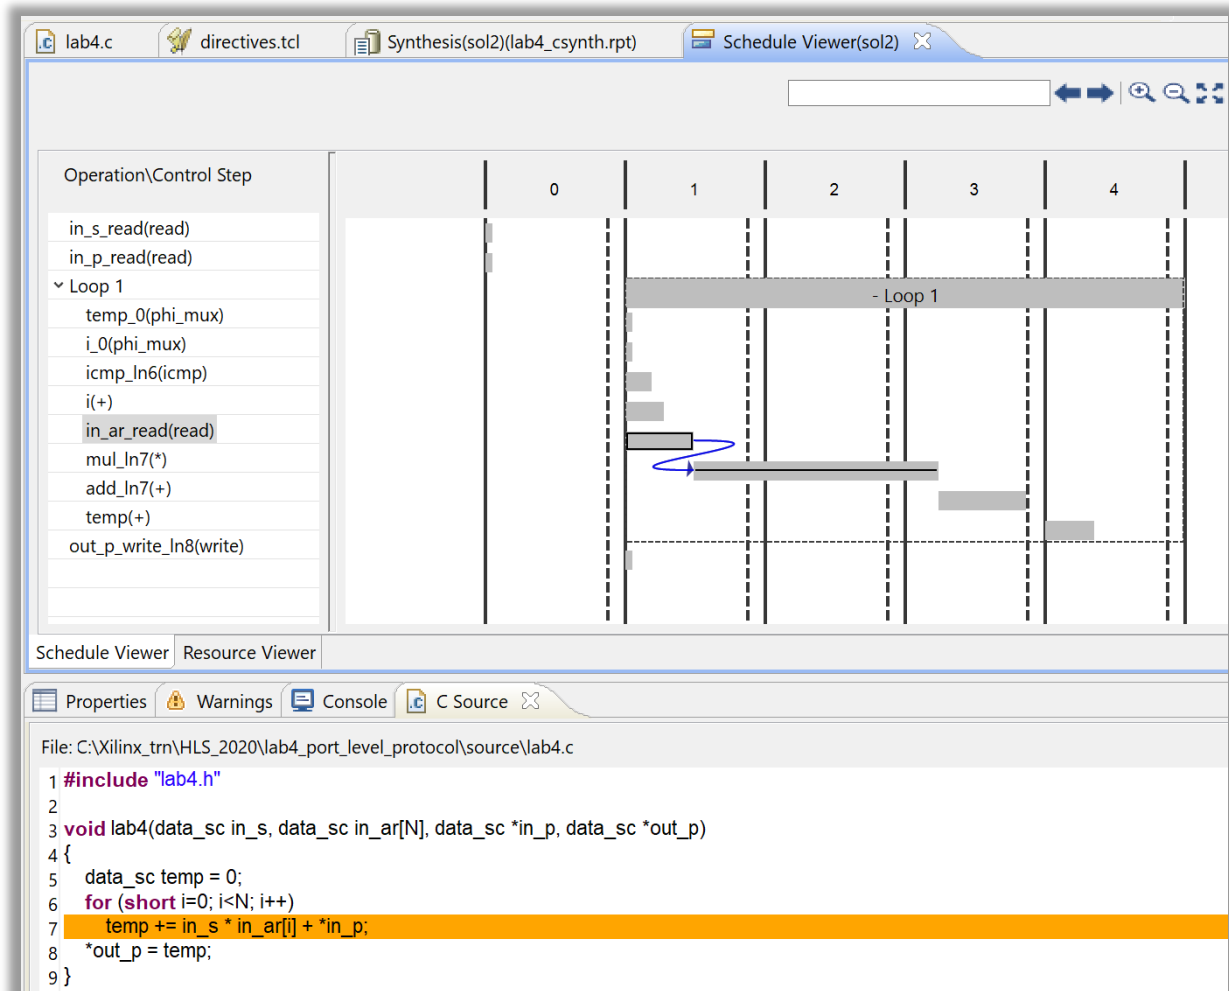 lab4.c directives.tcl Synthesis(sol2)(lab4_csynth.rpt) Schedule Viewer(sol2)
Operation\Control Step 0 1 2 3 4
in_s_read(read)
in_p_read(read)
Loop 1
- Loop 1
temp_0(phi_mux)
i_0(phi_mux)
icmp_ln6(icmp)
i(+)
in_ar_read(read)
mul_ln7(*)
add_ln7(+)
temp(+)
out_p_write_ln8(write)
Schedule Viewer Resource Viewer
Properties Warnings Console .c C Source
File: C:\Xilinx_trn\HLS_2020\lab4_port_level_protocol\source\lab4.c
1 #include "lab4.h"
2
3 void lab4(data_sc in_s, data_sc in_ar[N], data_sc *in_p, data_sc *out_p)
4 {
5 data_sc temp = 0;
6 for (short i=0; i<N; i++)
7 temp += in_s * in_ar[i] + *in_p;
8 *out_p = temp;
9 }